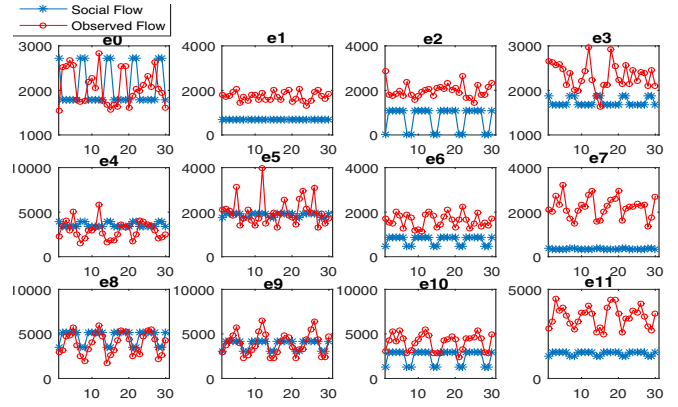 Social Flow
Observed Flow
e0 e1 e2 e3
3000 4000 4000 3000
2000 2000 2000 2000
1000 0 0 1000
10 20 30 10 20 30 10 20 30 10 20 30
e4 e5 e6 e7
10000 4000 4000 4000
5000 2000 2000 2000
0 0 0 0
10 20 30 10 20 30 10 20 30 10 20 30
e8 e9 e10 e11
10000 10000 10000 5000
5000 5000 5000
0 0 0 0
10 20 30 10 20 30 10 20 30 10 20 30